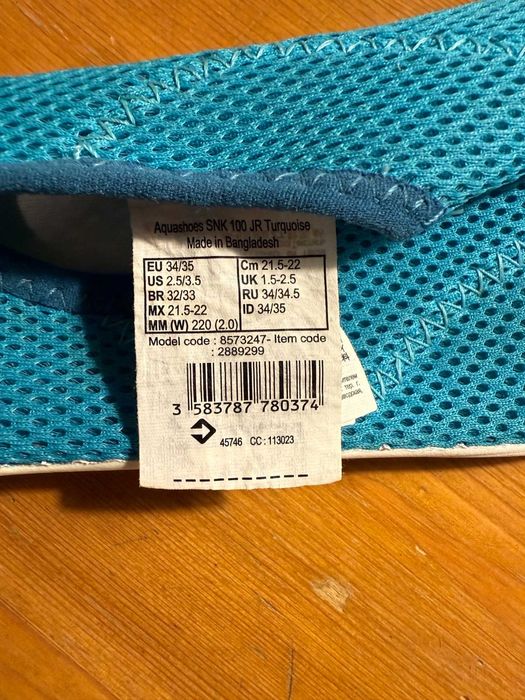 Aquashoes SNK 100 JR Turquoise
Made in Bangladesh
EU 34/35 Cm 21.5-22
US 2.5/3.5 UK 1.5-2.5
BR 32/33 RU 34/34.5
MX 21.5-22 ID 34/35
MM (W) 220 (2.0)
Model code : 8573247- Item code
: 2889299
3 583787 780374
45746 CC : 113023